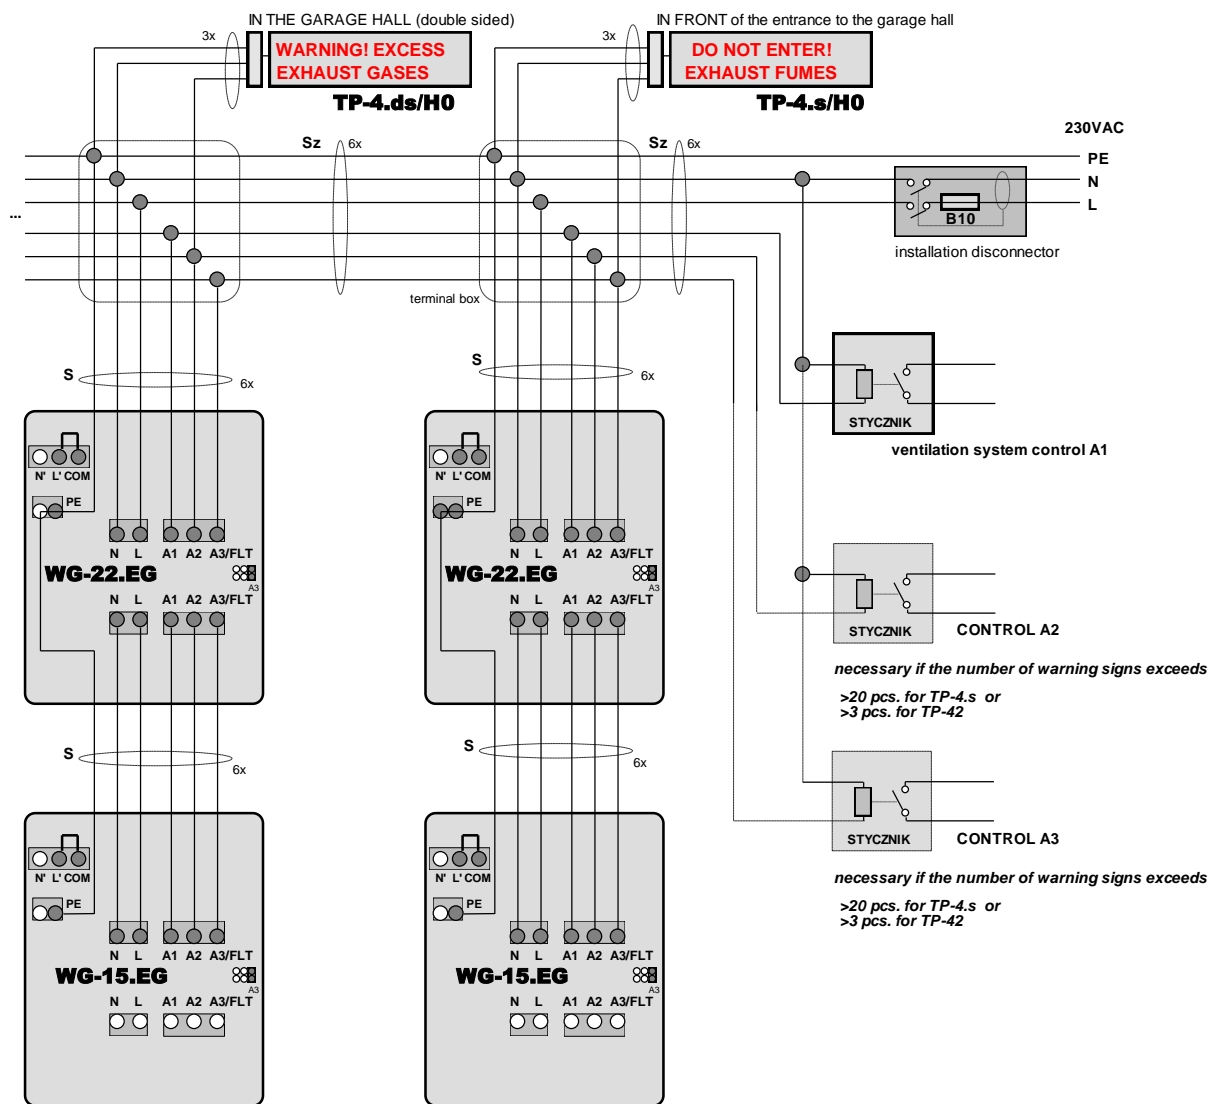 IN THE GARAGE HALL (double sided)
IN FRONT of the entrance to the garage hall
3x
WARNING! EXCESS
EXHAUST GASES
3x
DO NOT ENTER!
EXHAUST FUMES
TP-4.ds/H0
TP-4.s/H0
230VAC
Sz 6x
Sz 6x
PE
N
L
...
B10
installation disconnector
terminal box
S
6x
S
6x
STYCZNIK
ventilation system control A1
N' L' COM
N' L' COM
PE
PE
N L A1 A2 A3/FLT
N L A1 A2 A3/FLT
WG-22.EG
A3
WG-22.EG
A3
N L A1 A2 A3/FLT
N L A1 A2 A3/FLT
STYCZNIK
CONTROL A2
necessary if the number of warning signs exceeds
>20 pcs. for TP-4.s or
>3 pcs. for TP-42
S
6x
S
6x
STYCZNIK
CONTROL A3
necessary if the number of warning signs exceeds
>20 pcs. for TP-4.s or
>3 pcs. for TP-42
N' L' COM
N' L' COM
PE
PE
N L A1 A2 A3/FLT
N L A1 A2 A3/FLT
WG-15.EG
A3
WG-15.EG
A3
N L A1 A2 A3/FLT
N L A1 A2 A3/FLT